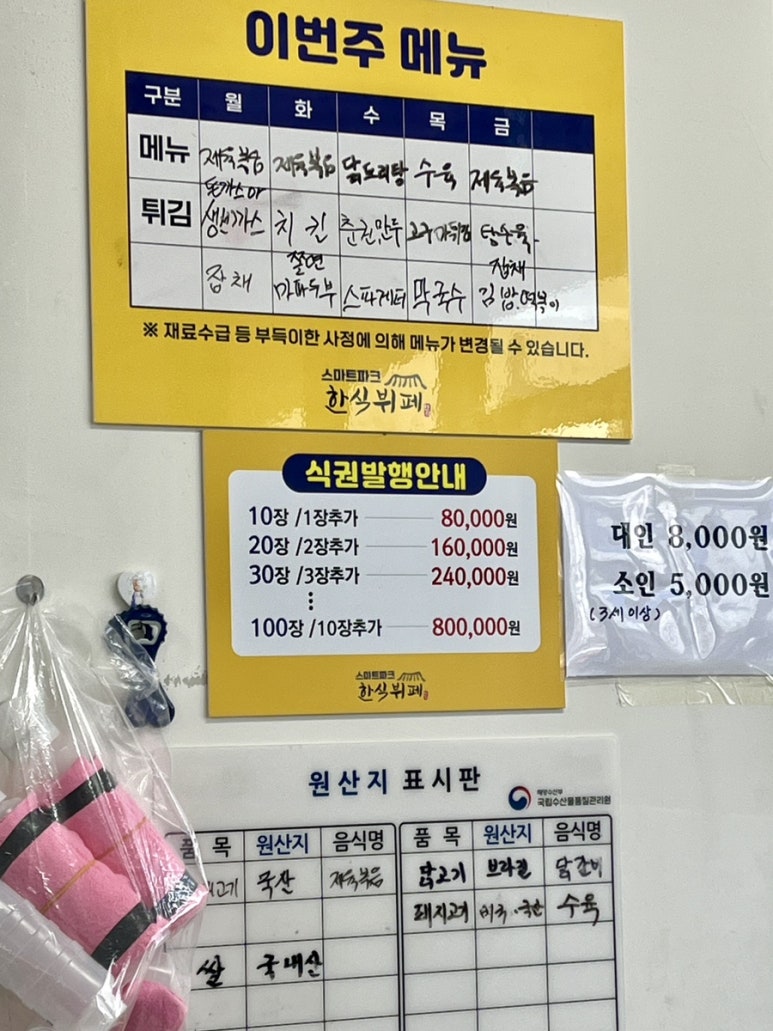 이번주 메뉴
구분 월 화 수 목 금
메뉴 제육볶음 제육볶음 닭도리탕 수육 제육볶음
돈까스와
튀김 생선까스 치킨 춘권,만두 탕수육
쫄면 잡채
잡채 마파두부 스파게티 막국수 김밥.떡볶이
※ 재료수급 등 부득이한 사정에 의해 메뉴가 변경될 수 있습니다.
스마트파크
한식뷔페
식권발행안내
10장 /1장추가 80,000원
20장 /2장추가 160,000원
30장 /3장추가 240,000원
⋮
100장 /10장추가 800,000원
스마트파크
한식뷔페
대인 8,000원
소인 5,000원
(3세 이상)
원산지 표시판
해양수산부
국립수산물품질관리원
품 목 원산지 음식명 품 목 원산지 음식명
고기 국산 제육볶음 닭고기 브라질 닭갈비
돼지고기 수육
쌀 국내산